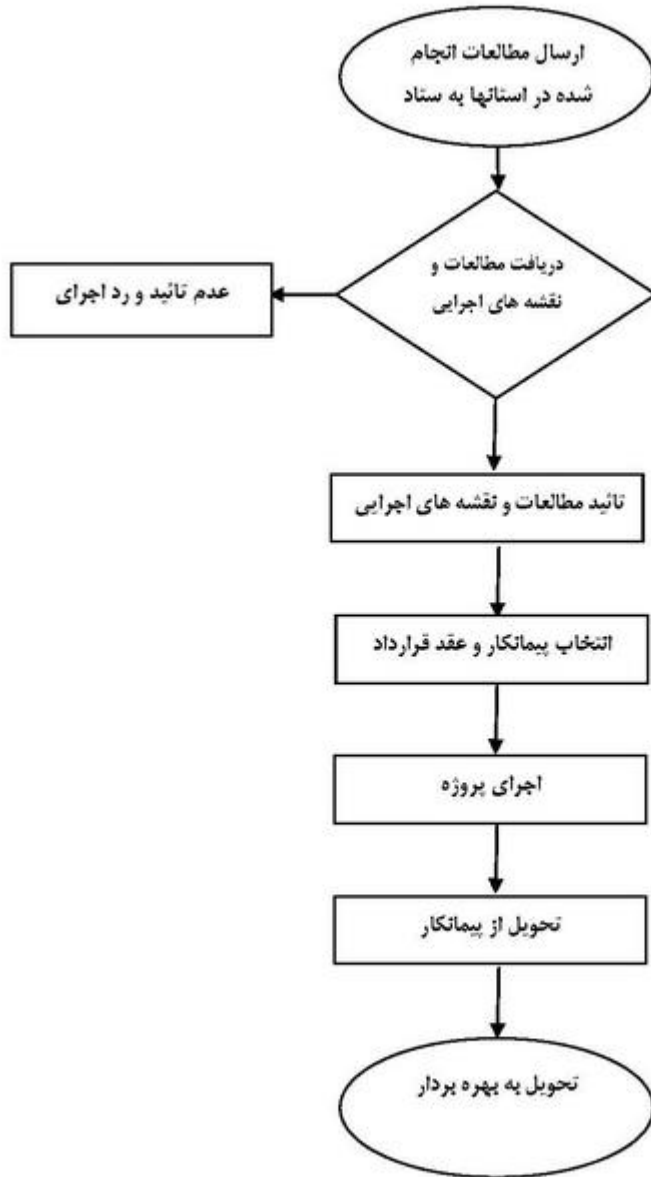 ارسال مطالعات انجام
شده در استانها به ستاد
دریافت مطالعات و
نقشه های اجرایی
عدم تائید و رد اجرای
تائید مطالعات و نقشه های اجرایی
انتخاب پیمانکار و عقد قرارداد
اجرای پروژه
تحویل از پیمانکار
تحویل به بهره بردار